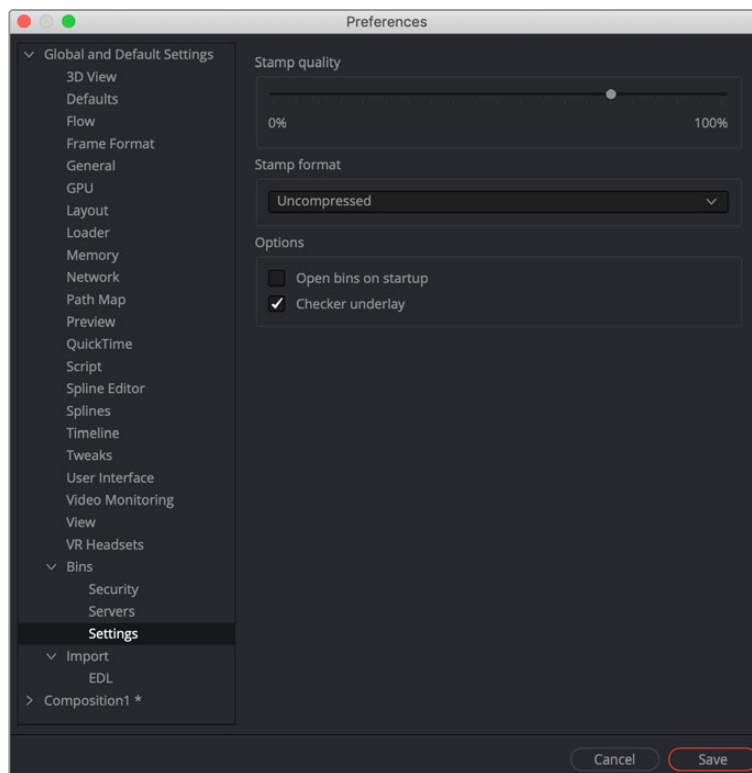 Preferences
Global and Default Settings
3D View
Defaults
Flow
Frame Format
General
GPU
Layout
Loader
Memory
Network
Path Map
Preview
QuickTime
Script
Spline Editor
Splines
Timeline
Tweaks
User Interface
Video Monitoring
View
VR Headsets
Bins
Security
Servers
Settings
Import
EDL
Composition1 *
Stamp quality
0% 100%
Stamp format
Uncompressed
Options
Open bins on startup
Checker underlay
Cancel Save